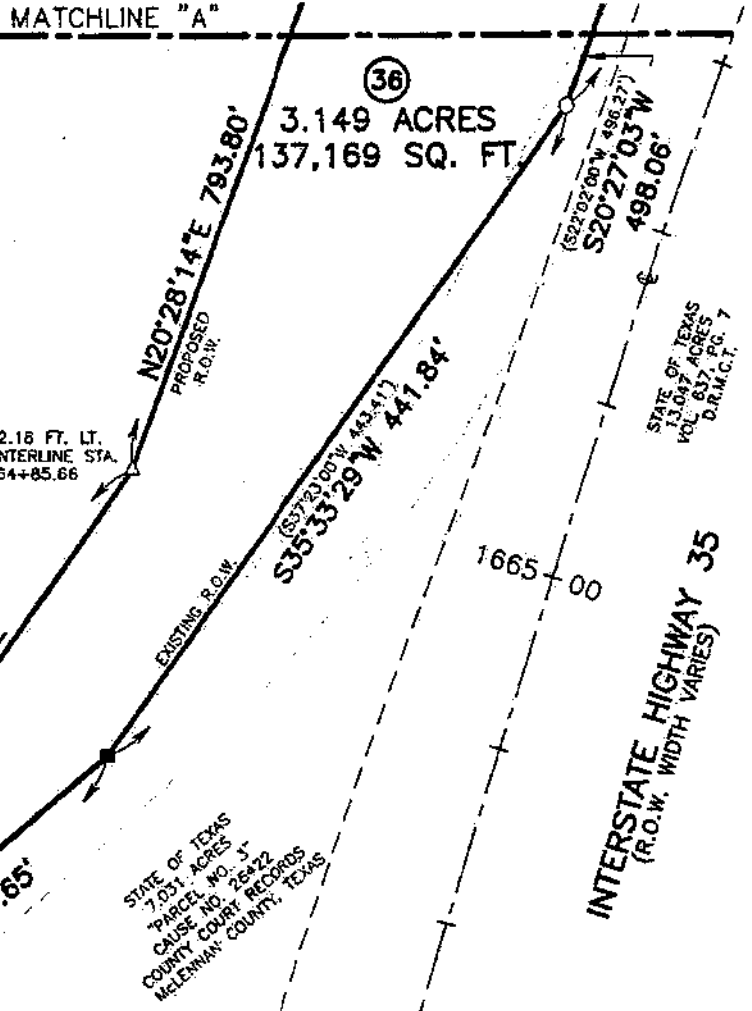 MATCHLINE "A"
36
3.149 ACRES
137,169 SQ. FT.
N20°28'14"E 793.80'
PROPOSED
R.O.W.
(S22°02'00"W 496.27')
S20°27'03"W
498.06'
STATE OF TEXAS
13.047 ACRES
VOL. 637, PG. 7
D.R.M.C.T.
2.18 FT. LT.
NTERLINE STA.
64+85.66
(S37°23'00"W 443.41')
S35°33'29"W 441.84'
EXISTING R.O.W.
1665 00
INTERSTATE HIGHWAY 35
(R.O.W. WIDTH VARIES)
.65'
STATE OF TEXAS
7.031 ACRES
"PARCEL NO. 3"
CAUSE NO. 26422
COUNTY COURT RECORDS
McLENNAN COUNTY, TEXAS